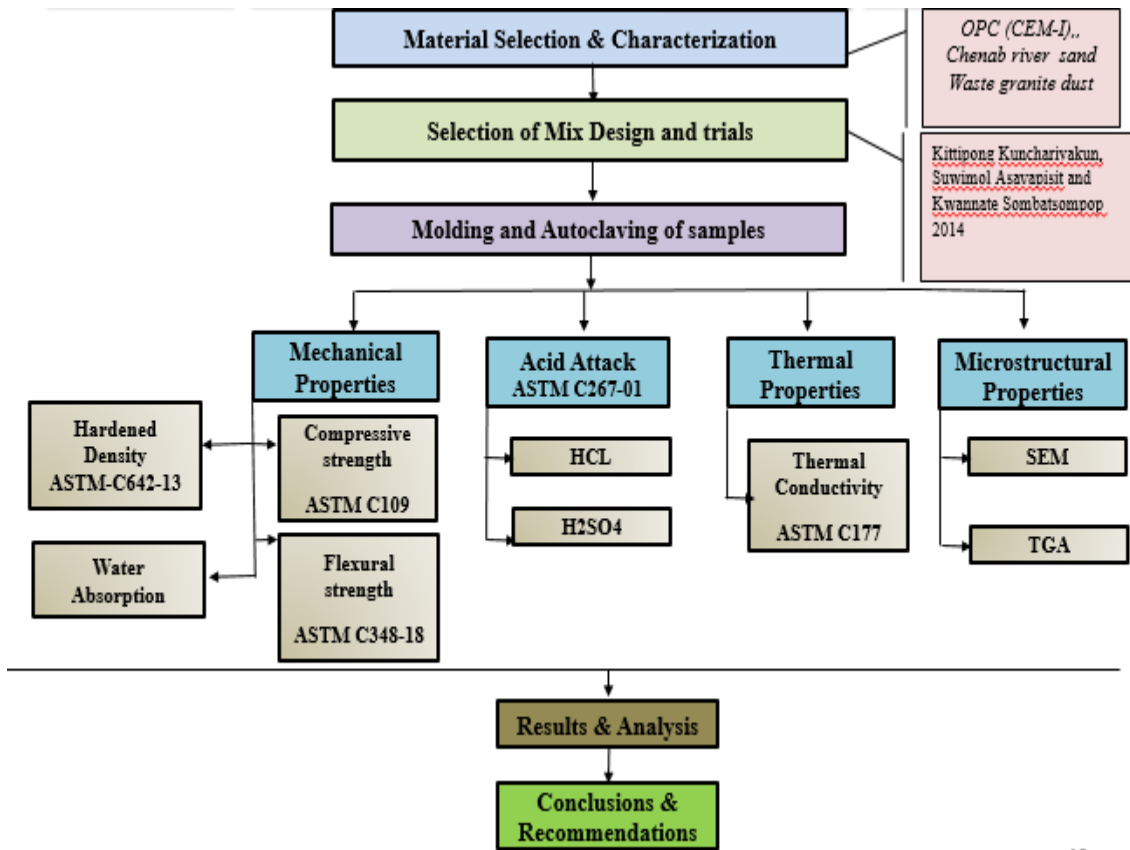 Material Selection & Characterization
OPC (CEM-I),,
Chenab river sand
Waste granite dust
Selection of Mix Design and trials
Kittipong Kuncharivakun,
Suwimol Asavapisit and
Kwannate Sombatsompop
2014
Molding and Autoclaving of samples
Mechanical
Properties
Acid Attack
ASTM C267-01
Thermal
Properties
Microstructural
Properties
Hardened
Density
ASTM-C642-13
Compressive
strength
ASTM C109
HCL
Thermal
Conductivity
ASTM C177
SEM
Water
Absorption
Flexural
strength
ASTM C348-18
H2SO4
TGA
Results & Analysis
Conclusions &
Recommendations